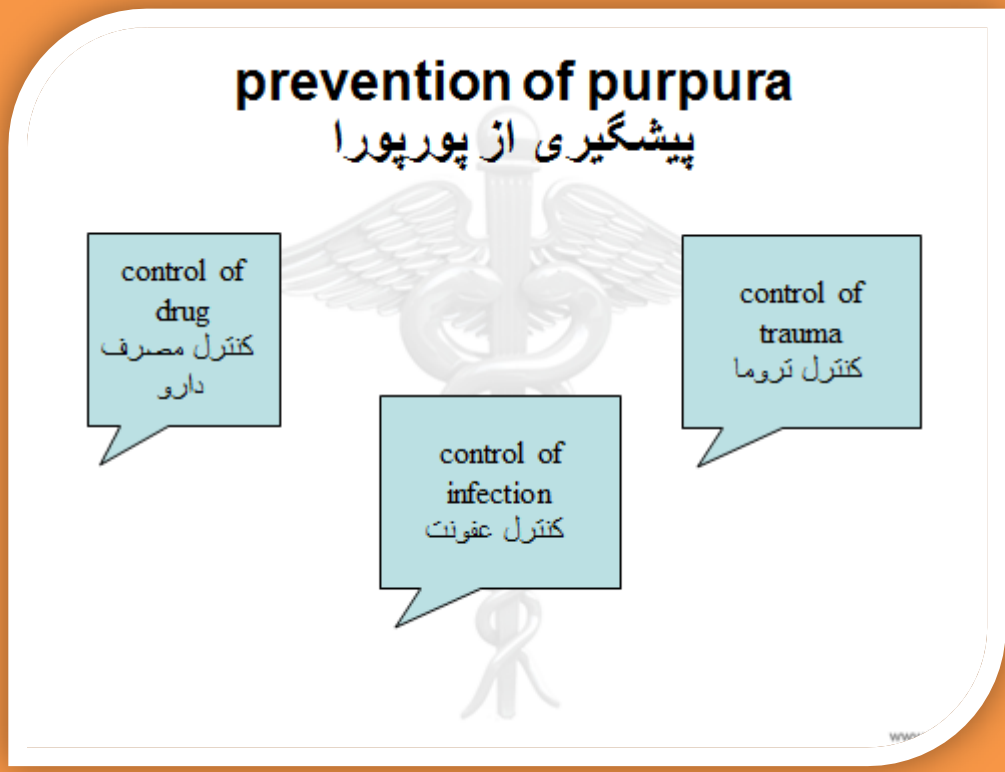 prevention of purpura
پیشگیری از پورپورا
control of
drug
کنترل مصرف
دارو
control of
infection
کنترل عفونت
control of
trauma
کنترل تروما
www.